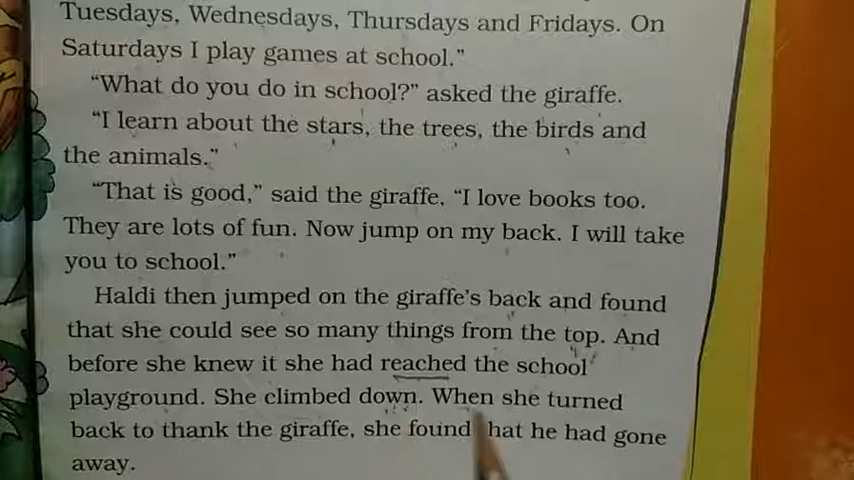 Tuesdays, Wednesdays, Thursdays and Fridays. On
Saturdays I play games at school."
"What do you do in school?" asked the giraffe.
"I learn about the stars, the trees, the birds and
the animals."
"That is good," said the giraffe, "I love books too.
They are lots of fun. Now jump on my back. I will take
you to school."
Haldi then jumped on the giraffe's back and found
that she could see so many things from the top. And
before she knew it she had reached the school
playground. She climbed down. When she turned
back to thank the giraffe, she found that he had gone
away.